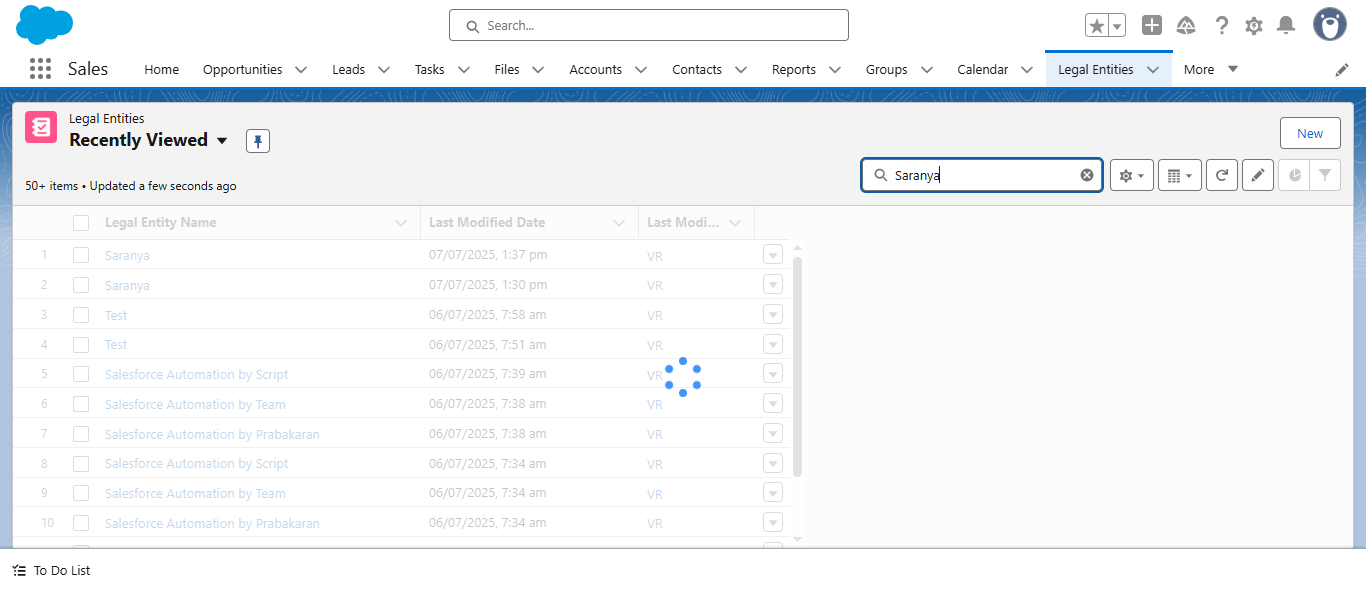 Search...
Sales
Home
Opportunities
Leads
Tasks
Files
Accounts
Contacts
Reports
Groups
Calendar
Legal Entities
More
Legal Entities
Recently Viewed
New
50+ items • Updated a few seconds ago
Saranya
Legal Entity Name Last Modified Date Last Modi...
1 Saranya 07/07/2025, 1:37 pm VR
2 Saranya 07/07/2025, 1:30 pm VR
3 Test 06/07/2025, 7:58 am VR
4 Test 06/07/2025, 7:51 am VR
5 Salesforce Automation by Script 06/07/2025, 7:39 am VR
6 Salesforce Automation by Team 06/07/2025, 7:38 am VR
7 Salesforce Automation by Prabakaran 06/07/2025, 7:38 am VR
8 Salesforce Automation by Script 06/07/2025, 7:34 am VR
9 Salesforce Automation by Team 06/07/2025, 7:34 am VR
10 Salesforce Automation by Prabakaran 06/07/2025, 7:34 am VR
To Do List